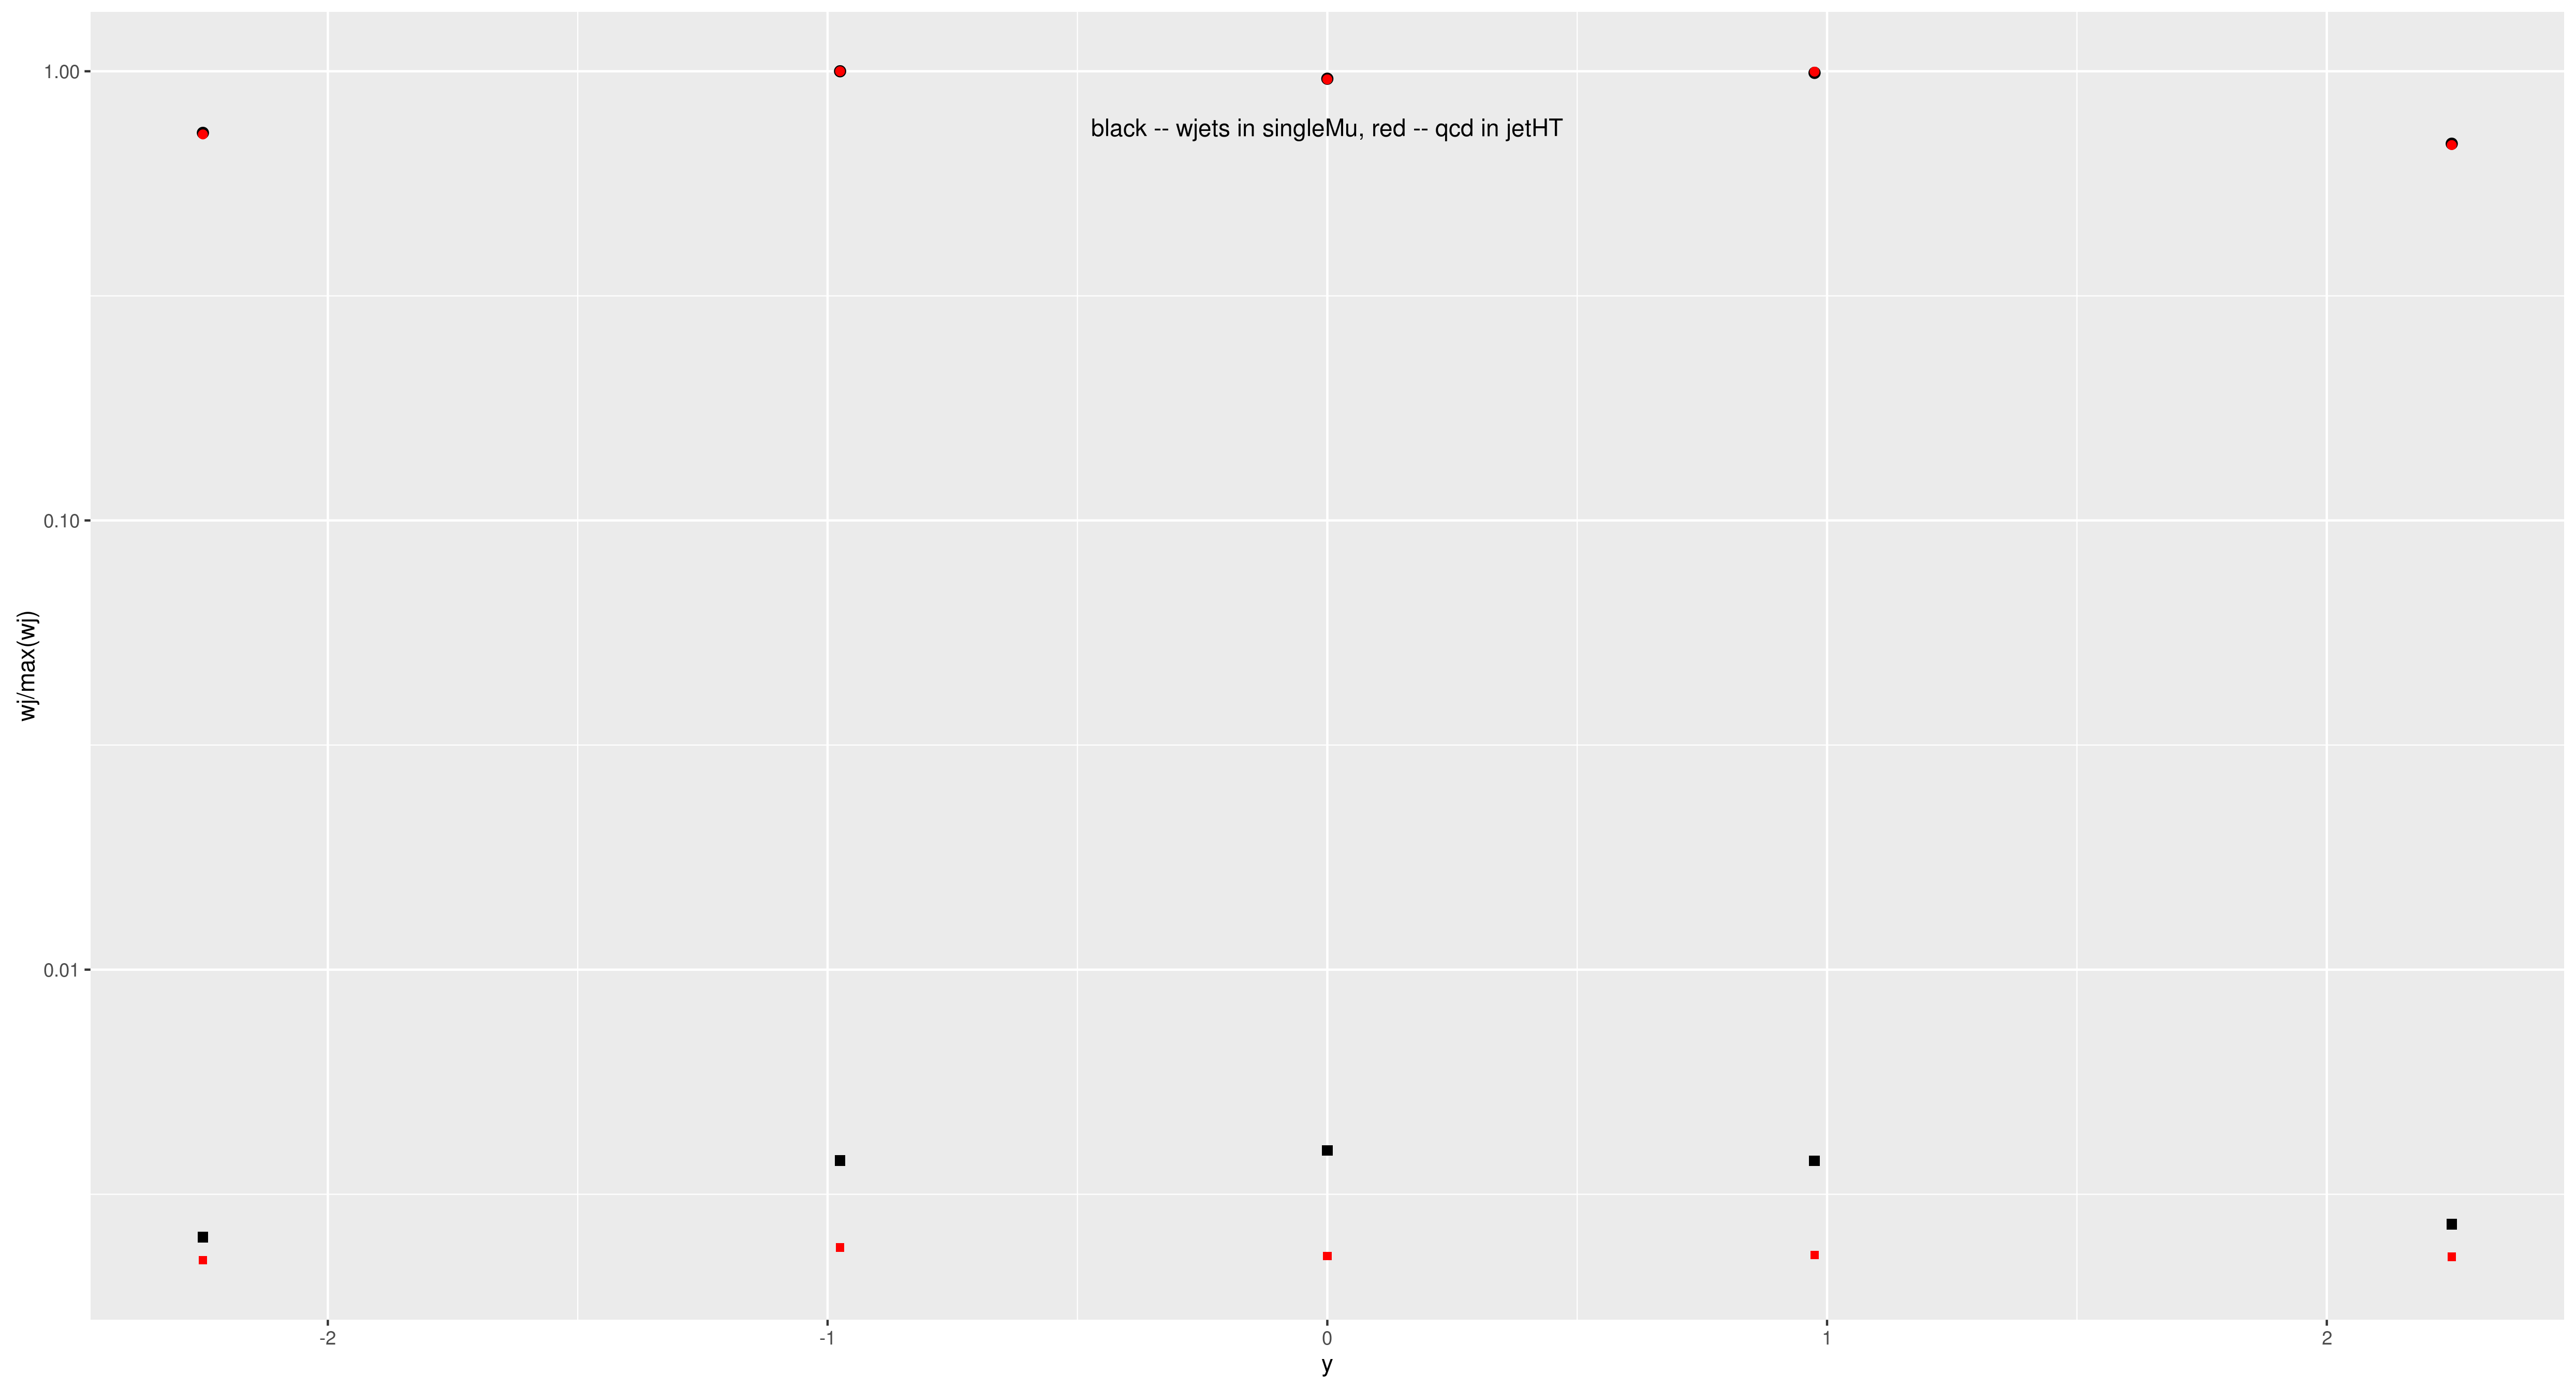 1.00
black -- wjets in singleMu, red -- qcd in jetHT
0.10
wj/max(wj)
0.01
-2 -1 0 1 2
y